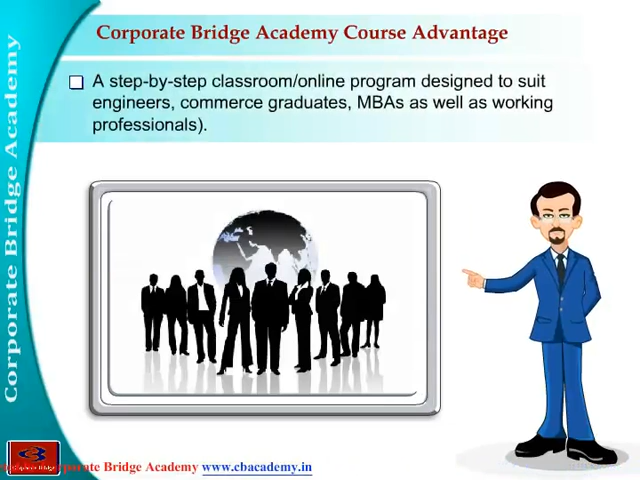 Corporate Bridge Academy Course Advantage
A step-by-step classroom/online program designed to suit
engineers, commerce graduates, MBAs as well as working
professionals).
Corporate Bridge Academy
Corporate Bridge Academy www.cbacademy.in